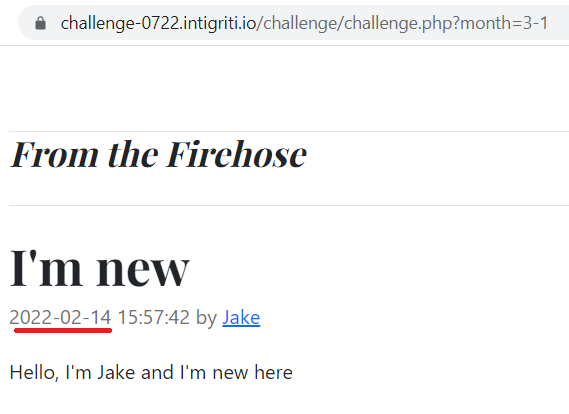 challenge-0722.intigriti.io/challenge/challenge.php?month=3-1
From the Firehose
I'm new
2022-02-14 15:57:42 by Jake
Hello, I'm Jake and I'm new here